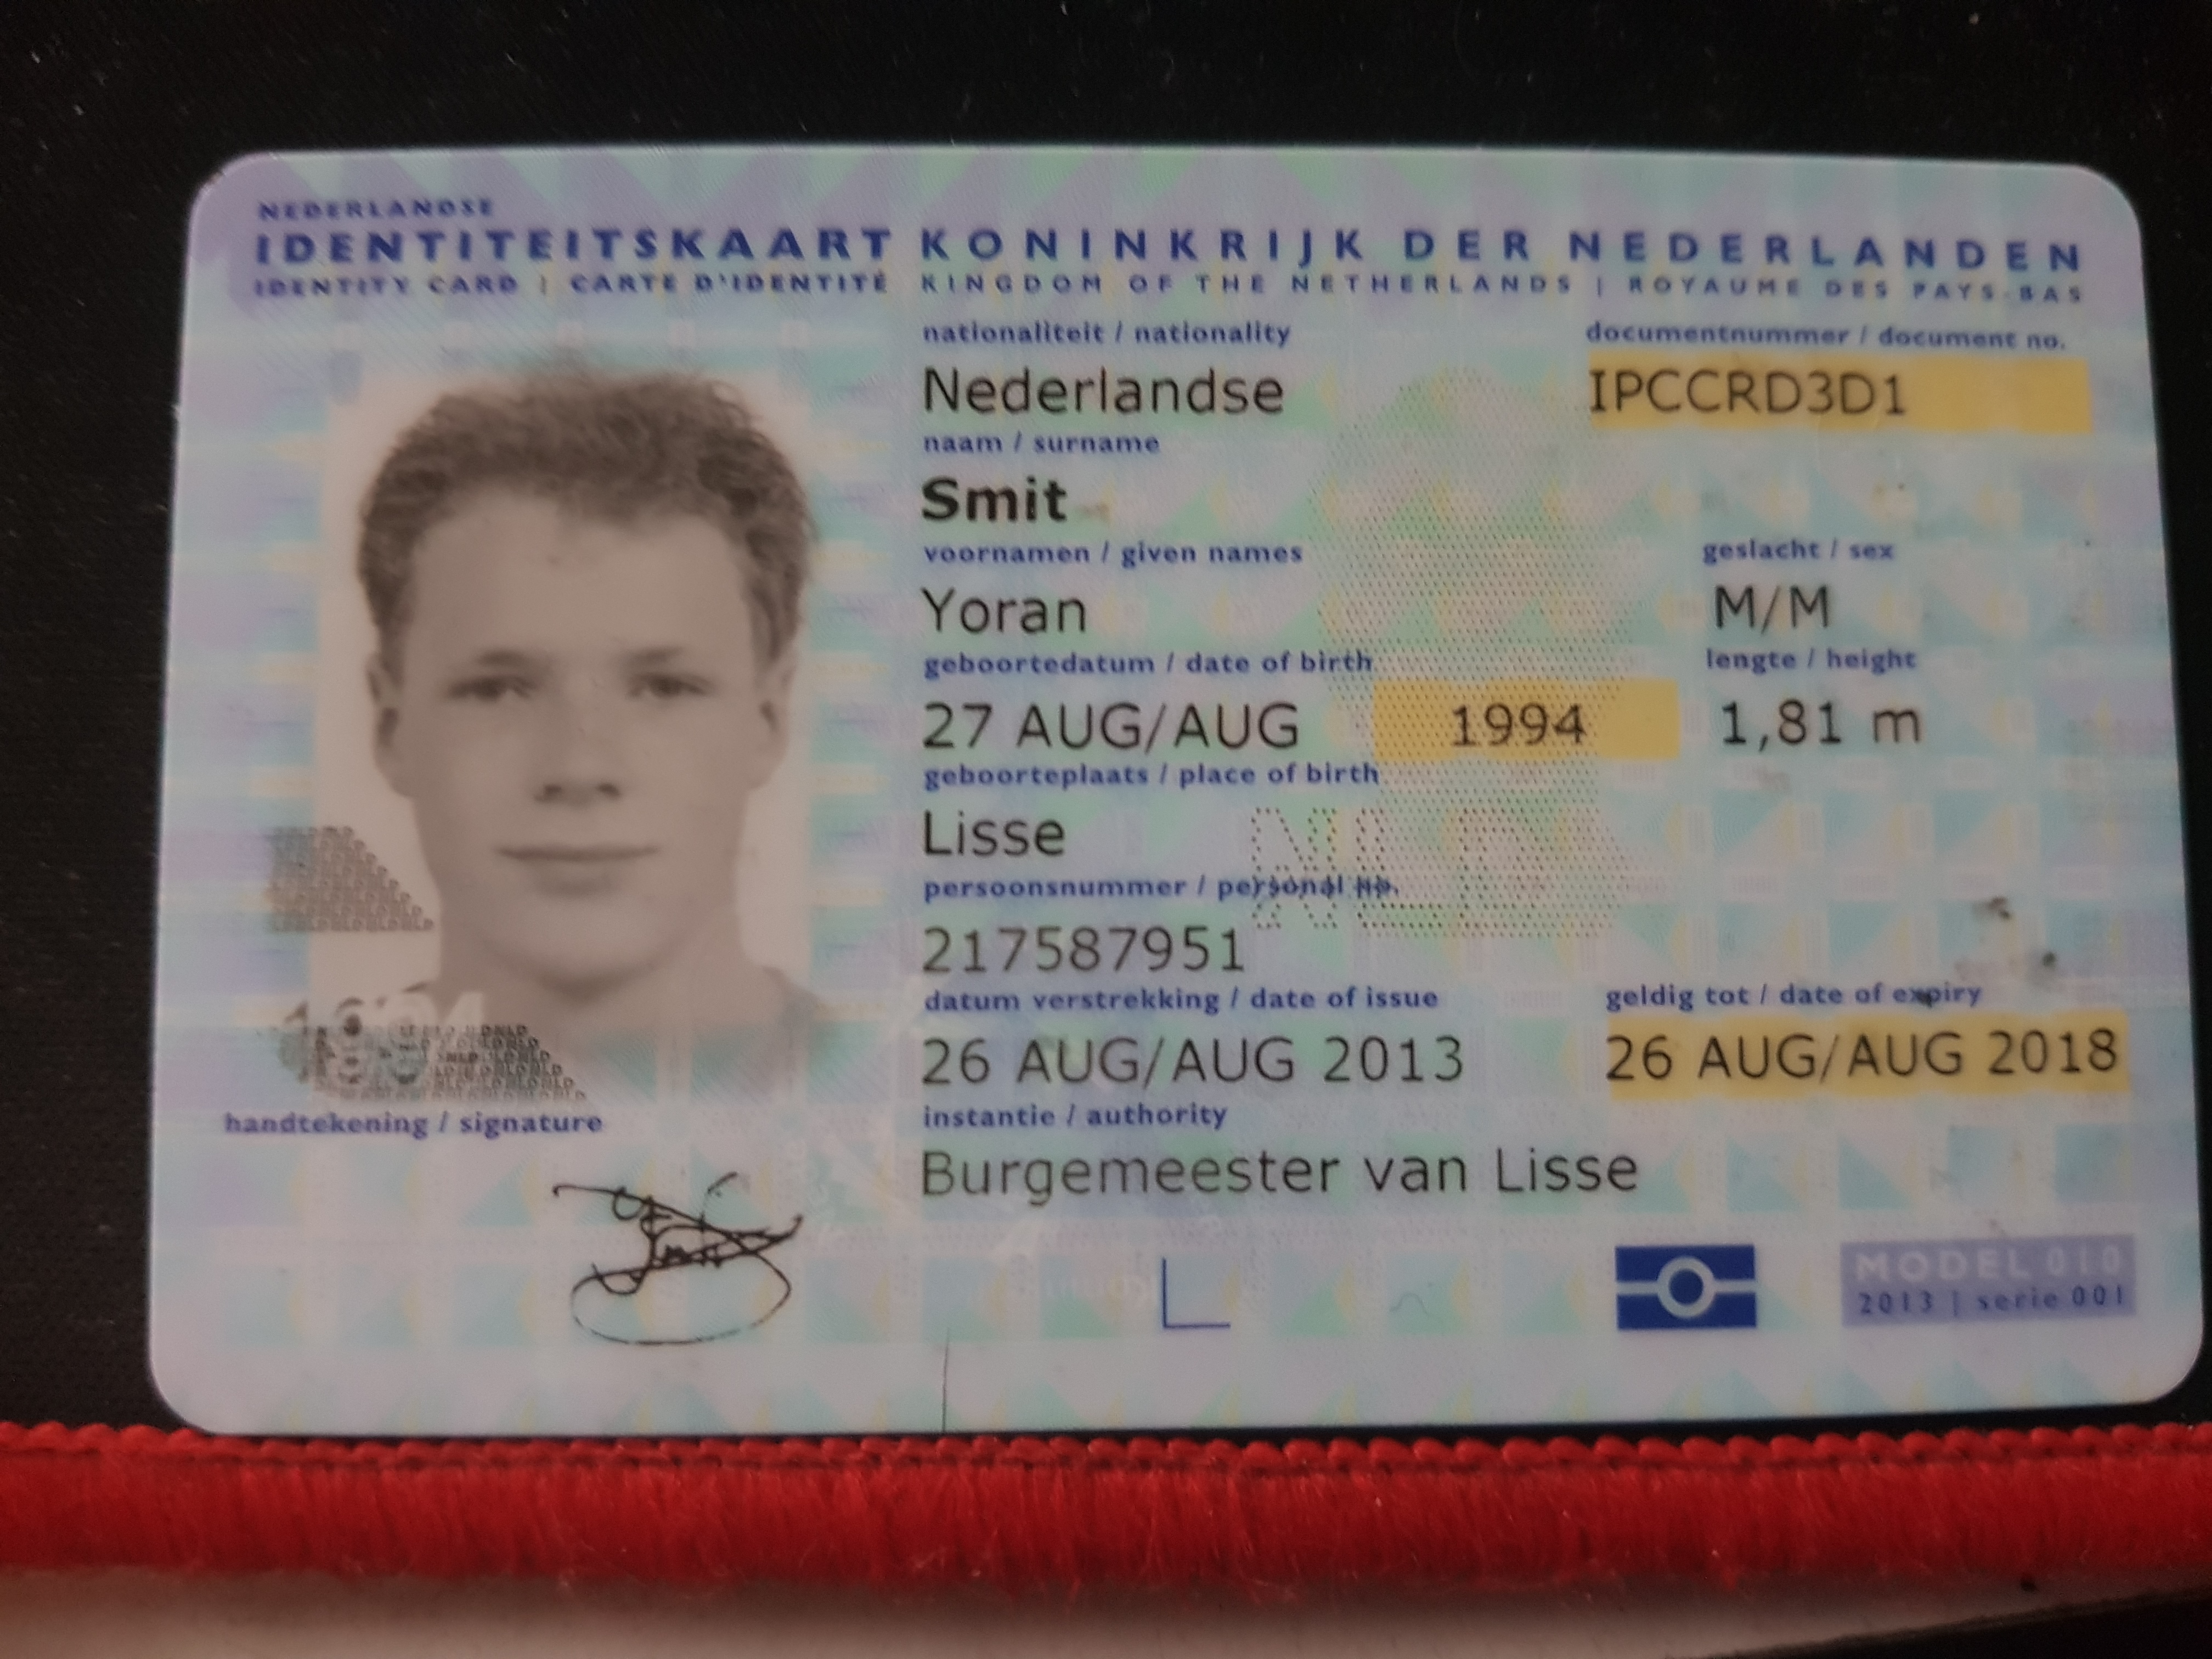 NEDERLANDSE
IDENTITEITSKAART KONINKRIJK DER NEDERLANDEN
IDENTITY CARD | CARTE D'IDENTITÉ KINGDOM OF THE NETHERLANDS | ROYAUME DES PAYS-BAS
nationaliteit / nationality documentnummer / document no.
Nederlandse IPCCRD3D1
naam / surname
Smit
voornamen / given names geslacht / sex
Yoran M/M
geboortedatum / date of birth lengte / height
27 AUG/AUG 1994 1,81 m
geboorteplaats / place of birth
Lisse
persoonsnummer / personal no.
217587951
datum verstrekking / date of issue geldig tot / date of expiry
26 AUG/AUG 2013 26 AUG/AUG 2018
handtekening / signature instantie / authority
Burgemeester van Lisse
MODEL 010
2013 | serie 001